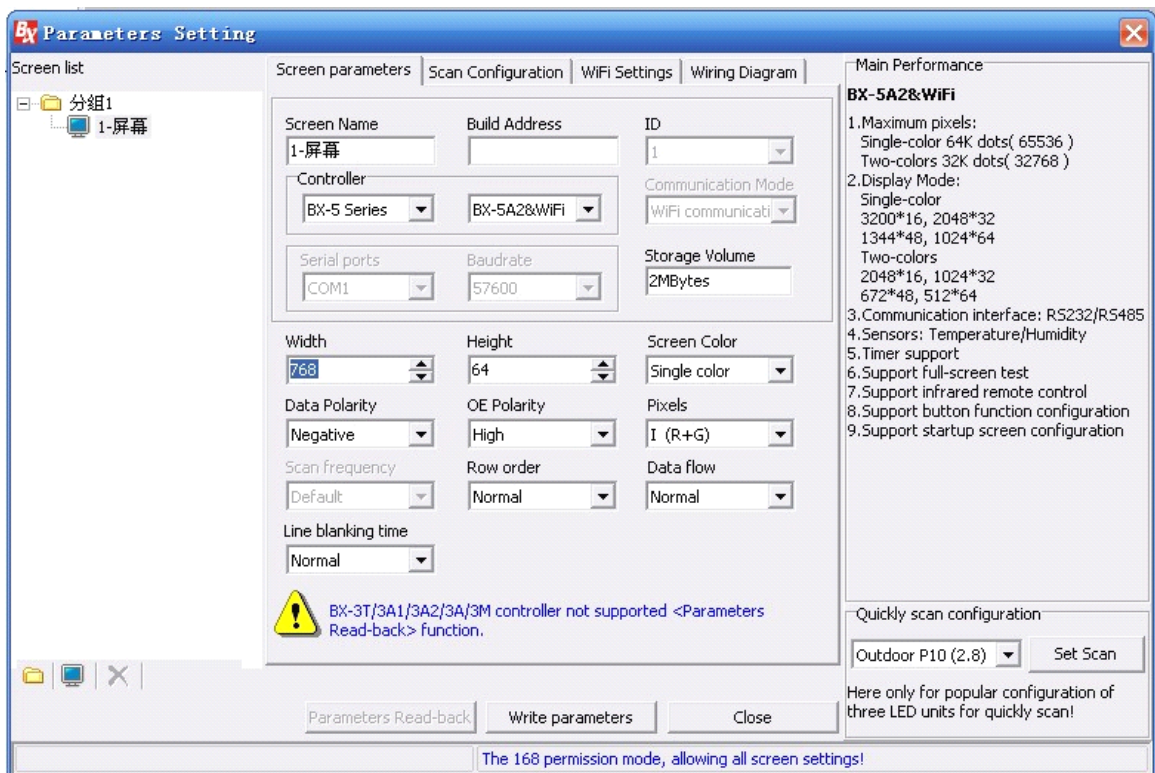 BX Parameters Setting
Screen list
分组1
1-屏幕
Screen parameters
Scan Configuration
WiFi Settings
Wiring Diagram
Screen Name
Build Address
ID
1-屏幕
1
Controller
Communication Mode
BX-5 Series
BX-5A2&WiFi
WiFi communicati
Serial ports
Baudrate
Storage Volume
COM1
57600
2MBytes
Width
Height
Screen Color
768
64
Single color
Data Polarity
OE Polarity
Pixels
Negative
High
I (R+G)
Scan frequency
Row order
Data flow
Default
Normal
Normal
Line blanking time
Normal
BX-3T/3A1/3A2/3A/3M controller not supported <Parameters
Read-back> function.
Parameters Read-back
Write parameters
Close
Main Performance
BX-5A2&WiFi
1.Maximum pixels:
Single-color 64K dots( 65536 )
Two-colors 32K dots( 32768 )
2.Display Mode:
Single-color
3200*16, 2048*32
1344*48, 1024*64
Two-colors
2048*16, 1024*32
672*48, 512*64
3.Communication interface: RS232/RS485
4.Sensors: Temperature/Humidity
5.Timer support
6.Support full-screen test
7.Support infrared remote control
8.Support button function configuration
9.Support startup screen configuration
Quickly scan configuration
Outdoor P10 (2.8)
Set Scan
Here only for popular configuration of
three LED units for quickly scan!
The 168 permission mode, allowing all screen settings!